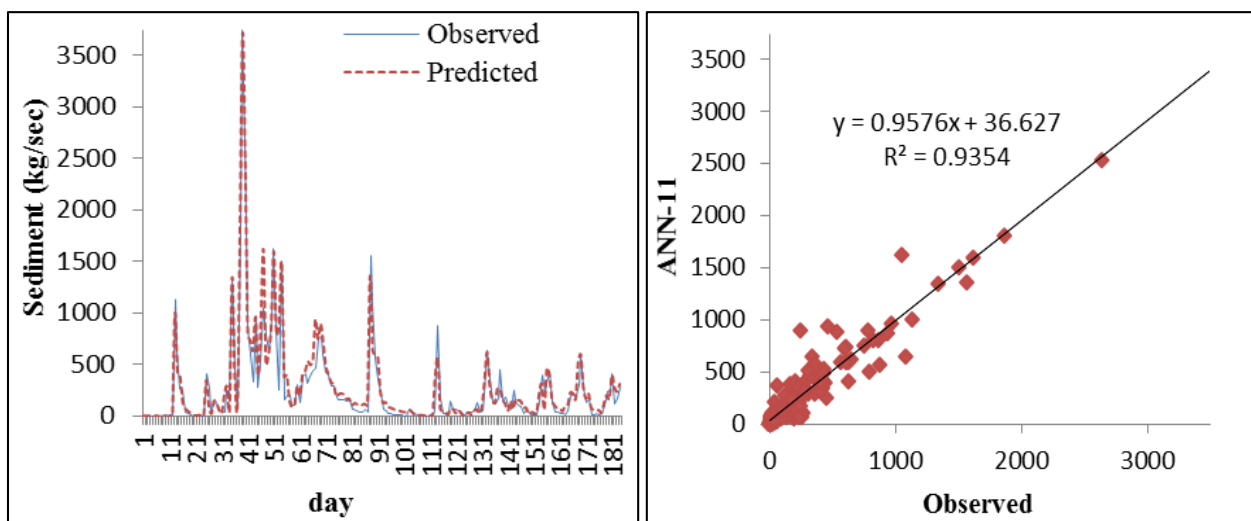 Observed
Predicted
3500
3000
2500
2000
1500
1000
500
0
Sediment (kg/sec)
1 11 21 31 41 51 61 71 81 91 101 111 121 131 141 151 161 171 181
day
3500
3000
2500
2000
1500
1000
500
0
ANN-11
y = 0.9576x + 36.627
R² = 0.9354
0 1000 2000 3000
Observed